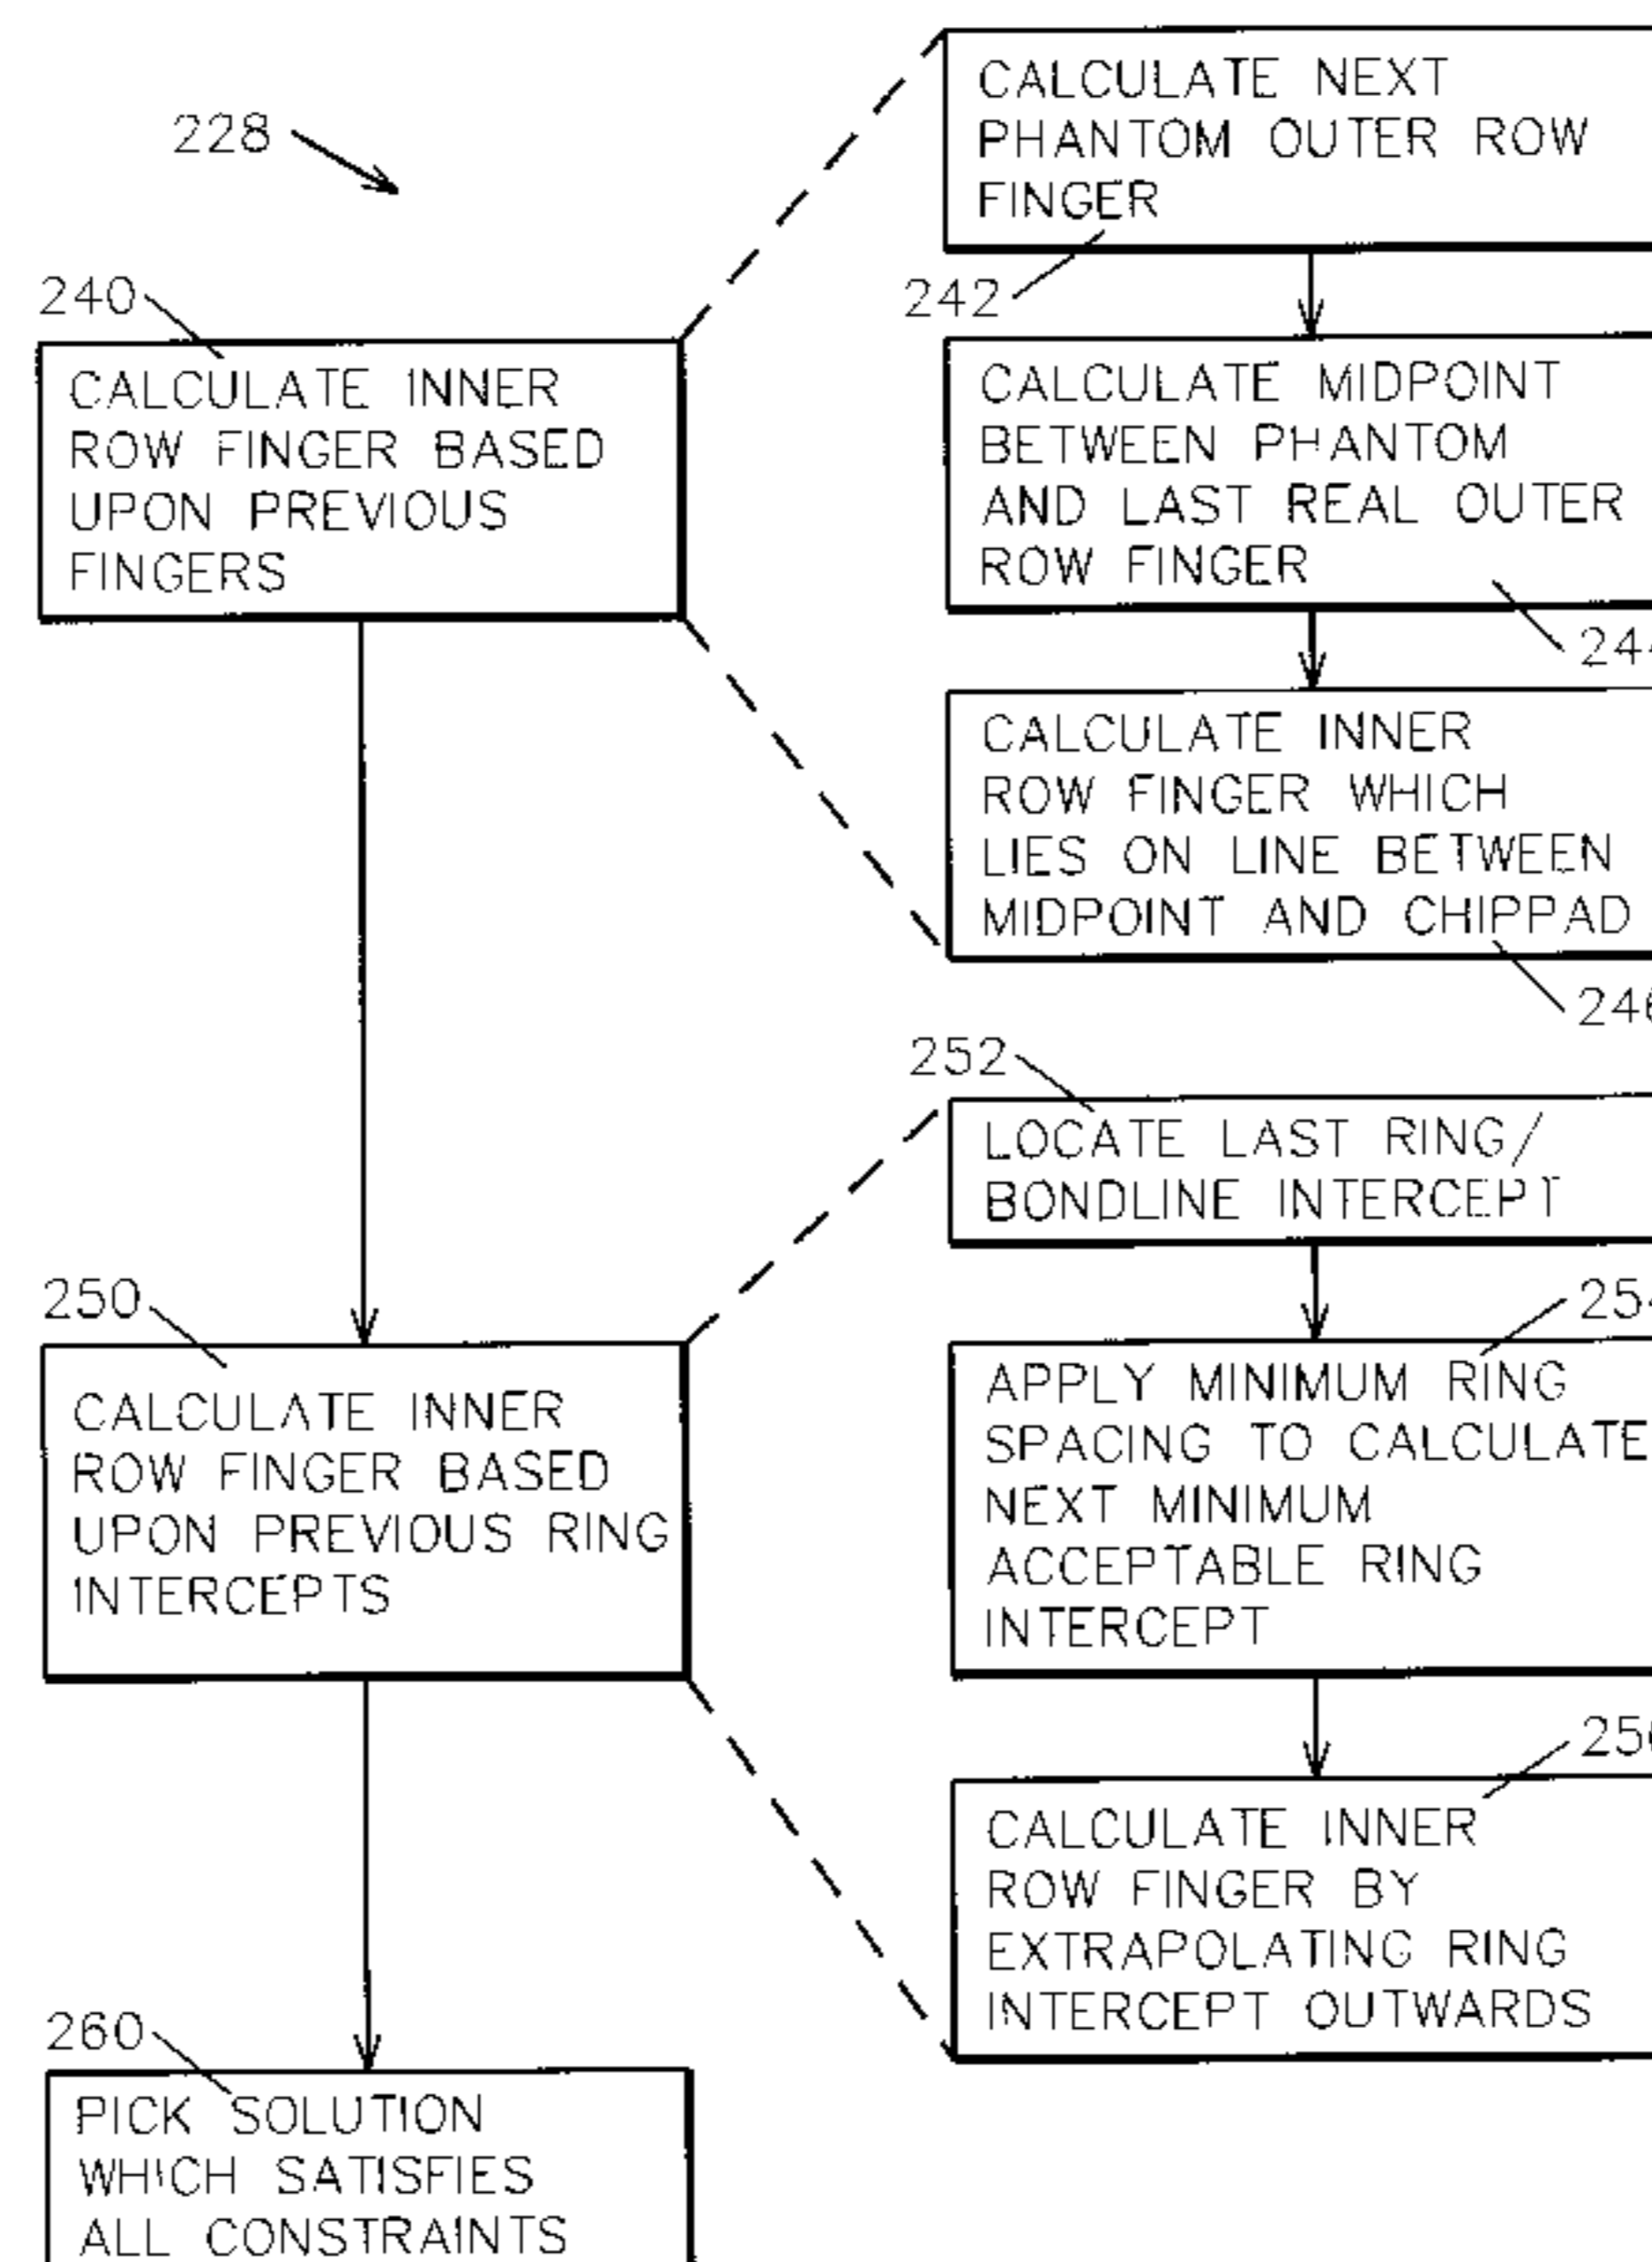 228
240
CALCULATE INNER
ROW FINGER BASED
UPON PREVIOUS
FINGERS
CALCULATE NEXT
PHANTOM OUTER ROW
FINGER
242
CALCULATE MIDPOINT
BETWEEN PHANTOM
AND LAST REAL OUTER
ROW FINGER
CALCULATE INNER
ROW FINGER WHICH
LIES ON LINE BETWEEN
MIDPOINT AND CHIPPAD
250
CALCULATE INNER
ROW FINGER BASED
UPON PREVIOUS RING
INTERCEPTS
252
LOCATE LAST RING/
BONDLINE INTERCEPT
APPLY MINIMUM RING
SPACING TO CALCULATE
NEXT MINIMUM
ACCEPTABLE RING
INTERCEPT
CALCULATE INNER
ROW FINGER BY
EXTRAPOLATING RING
INTERCEPT OUTWARDS
260
PICK SOLUTION
WHICH SATISFIES
ALL CONSTRAINTS